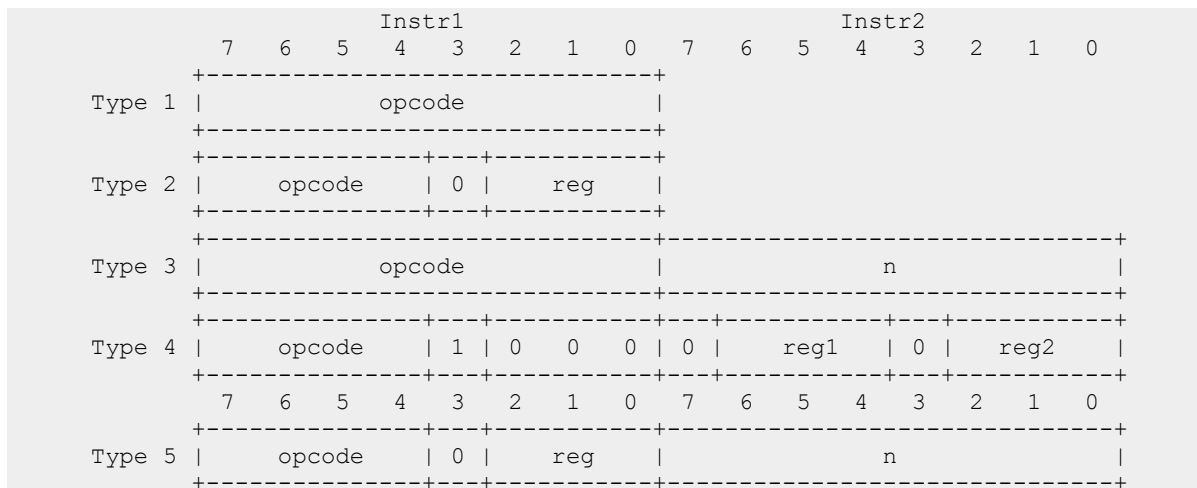 Instr1 Instr2
7 6 5 4 3 2 1 0 7 6 5 4 3 2 1 0
+-------------------------------+
Type 1 | opcode |
+-------------------------------+
+---------------+---+-----------+
Type 2 | opcode | 0 | reg |
+---------------+---+-----------+
+-------------------------------+-------------------------------+
Type 3 | opcode | n |
+-------------------------------+-------------------------------+
+---------------+---+-----------+---+-----------+---+-----------+
Type 4 | opcode | 1 | 0 0 0 | 0 | reg1 | 0 | reg2 |
+---------------+---+-----------+---+-----------+---+-----------+
7 6 5 4 3 2 1 0 7 6 5 4 3 2 1 0
+---------------+---+-----------+-------------------------------+
Type 5 | opcode | 0 | reg | n |
+---------------+---+-----------+-------------------------------+